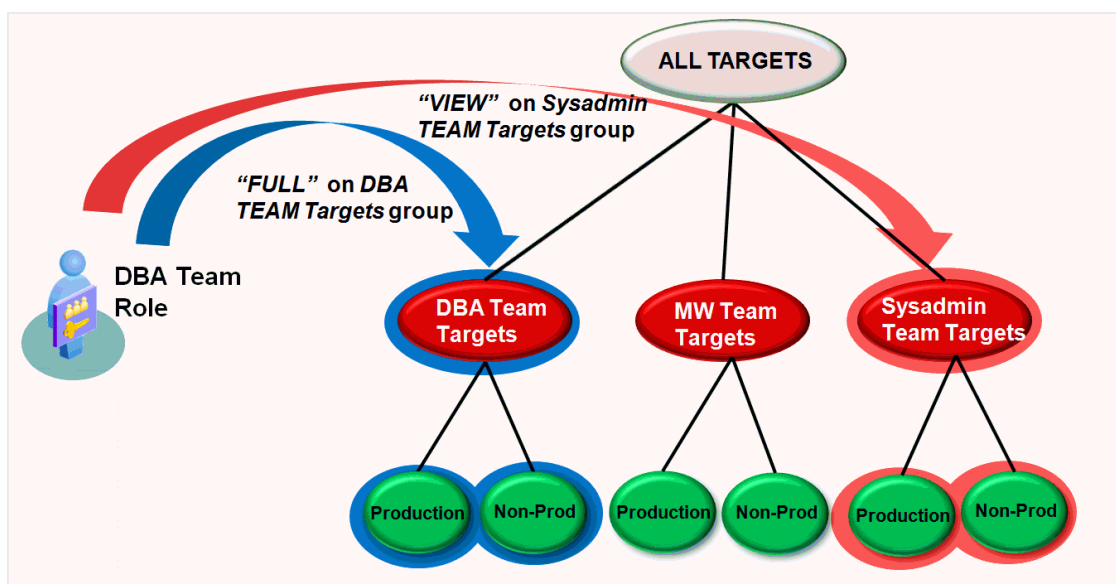 ALL TARGETS
“VIEW” on Sysadmin
TEAM Targets group
“FULL” on DBA
TEAM Targets group
DBA Team
Role
DBA Team
Targets
MW Team
Targets
Sysadmin
Team Targets
Production
Non-Prod
Production
Non-Prod
Production
Non-Prod